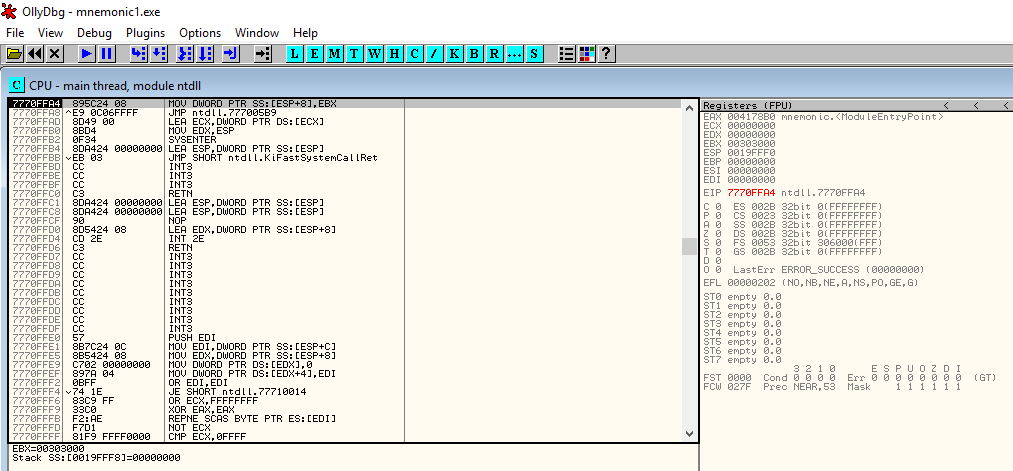 OllyDbg - mnemonic1.exe
File View Debug Plugins Options Window Help
L E M T W H C / K B R ... S ?
C CPU - main thread, module ntdll
7770FFA4 895C24 08 MOV DWORD PTR SS:[ESP+8],EBX
7770FFA8 E9 0C06FFFF JMP ntdll.777005B9
7770FFAD 8D49 00 LEA ECX,DWORD PTR DS:[ECX]
7770FFB0 8BD4 MOV EDX,ESP
7770FFB2 0F34 SYSENTER
7770FFB4 8DA424 00000000 LEA ESP,DWORD PTR SS:[ESP]
7770FFBB EB 03 JMP SHORT ntdll.KiFastSystemCallRet
7770FFBD CC INT3
7770FFBE CC INT3
7770FFBF CC INT3
7770FFC0 C3 RETN
7770FFC1 8DA424 00000000 LEA ESP,DWORD PTR SS:[ESP]
7770FFC8 8DA424 00000000 LEA ESP,DWORD PTR SS:[ESP]
7770FFCF 90 NOP
7770FFD0 8D5424 08 LEA EDX,DWORD PTR SS:[ESP+8]
7770FFD4 CD 2E INT 2E
7770FFD6 C3 RETN
7770FFD7 CC INT3
7770FFD8 CC INT3
7770FFD9 CC INT3
7770FFDA CC INT3
7770FFDB CC INT3
7770FFDC CC INT3
7770FFDD CC INT3
7770FFDE CC INT3
7770FFDF CC INT3
7770FFE0 57 PUSH EDI
7770FFE1 8B7C24 0C MOV EDI,DWORD PTR SS:[ESP+C]
7770FFE5 8B5424 08 MOV EDX,DWORD PTR SS:[ESP+8]
7770FFE9 C702 00000000 MOV DWORD PTR DS:[EDX],0
7770FFEF 897A 04 MOV DWORD PTR DS:[EDX+4],EDI
7770FFF2 0BFF OR EDI,EDI
7770FFF4 74 1E JE SHORT ntdll.77710014
7770FFF6 83C9 FF OR ECX,FFFFFFFF
7770FFF9 33C0 XOR EAX,EAX
7770FFFB F2:AE REPNE SCAS BYTE PTR ES:[EDI]
7770FFFD F7D1 NOT ECX
7770FFFF 81F9 FFFF0000 CMP ECX,0FFFF
EBX=00303000
Stack SS:[0019FFF8]=00000000
Registers (FPU) < < <
EAX 004178B0 mnemonic.<ModuleEntryPoint>
ECX 00000000
EDX 00000000
EBX 00303000
ESP 0019FFF0
EBP 00000000
ESI 00000000
EDI 00000000
EIP 7770FFA4 ntdll.7770FFA4
C 0 ES 002B 32bit 0(FFFFFFFF)
P 0 CS 0023 32bit 0(FFFFFFFF)
A 0 SS 002B 32bit 0(FFFFFFFF)
Z 0 DS 002B 32bit 0(FFFFFFFF)
S 0 FS 0053 32bit 306000(FFF)
T 0 GS 002B 32bit 0(FFFFFFFF)
D 0
O 0 LastErr ERROR_SUCCESS (00000000)
EFL 00000202 (NO,NB,NE,A,NS,PO,GE,G)
ST0 empty 0.0
ST1 empty 0.0
ST2 empty 0.0
ST3 empty 0.0
ST4 empty 0.0
ST5 empty 0.0
ST6 empty 0.0
ST7 empty 0.0
3 2 1 0 E S P U O Z D I
FST 0000 Cond 0 0 0 0 Err 0 0 0 0 0 0 0 0 (GT)
FCW 027F Prec NEAR,53 Mask 1 1 1 1 1 1